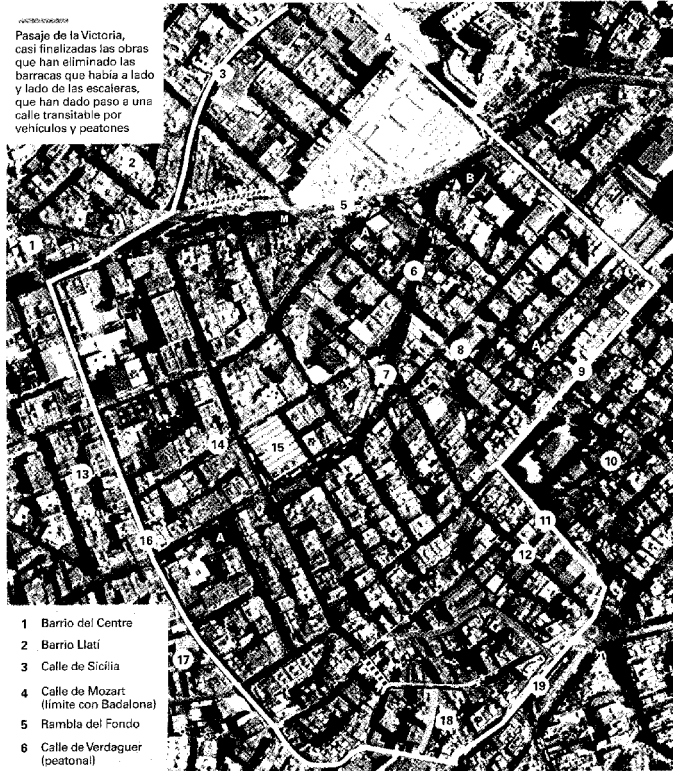 Pasaje de la Victoria,
casi finalizadas las obras
que han eliminado las
barracas que había a lado
y lado de las escaleras,
que han dado paso a una
calle transitable por
vehículos y peatones
4
3
2
B
5
M
1
6
8
7
9
14
15
10
13
11
16
A
12
1 Barrio del Centre
2 Barrio Llatí
3 Calle de Sicília
4 Calle de Mozart
(límite con Badalona)
5 Rambla del Fondo
6 Calle de Verdaguer
(peatonal)
17
19
18